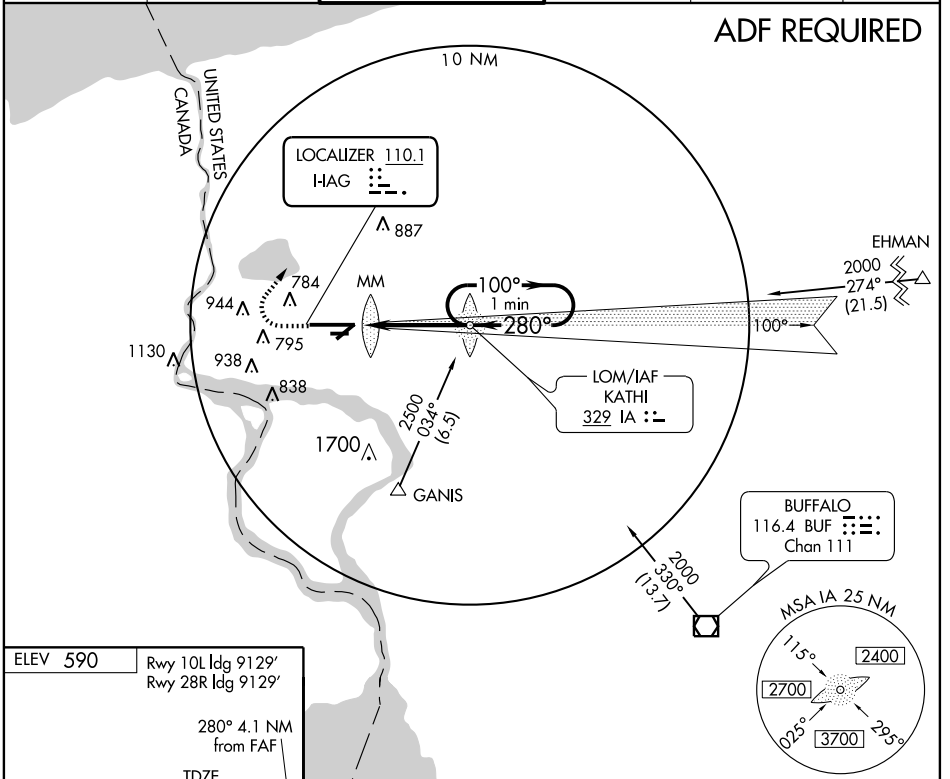 ADF REQUIRED
10 NM
UNITED STATES
CANADA
LOCALIZER 110.1
I-IAG
887
EHMAN
2000
274°
(21.5)
784
MM
100°
1 min
280°
944
100°
795
1130
938
838
LOM/IAF
KATHI
329 IA
2500
034°
(6.5)
1700
GANIS
BUFFALO
116.4 BUF
Chan 111
2000
330°
(13.7)
MSA IA 25 NM
115°
2400
2700
025°
3700
295°
ELEV 590
Rwy 10L ldg 9129'
Rwy 28R ldg 9129'
280° 4.1 NM
from FAF
TDZE